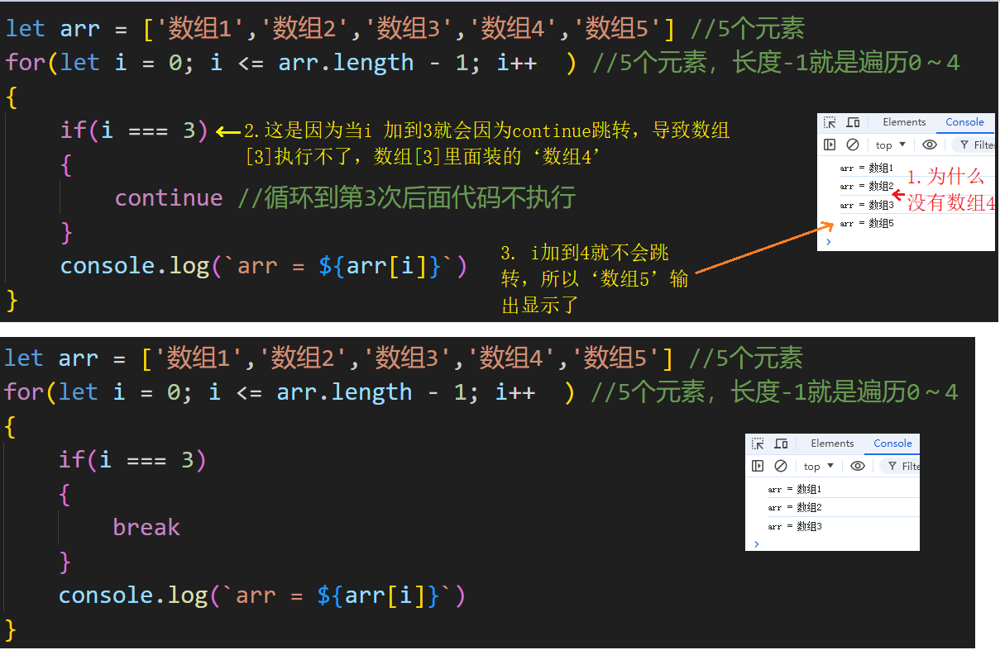 let arr = ['数组1','数组2','数组3','数组4','数组5'] //5个元素
for(let i = 0; i <= arr.length - 1; i++  ) //5个元素，长度-1就是遍历0～4
{
if(i === 3)
2.这是因为当i 加到3就会因为continue跳转，导致数组
[3]执行不了，数组[3]里面装的‘数组4’
{
continue //循环到第3次后面代码不执行
}
console.log(`arr = ${arr[i]}`)
}
3. i加到4就不会跳
转，所以‘数组5’输
出显示了
Elements Console
top ▼ Filte
arr = 数组1
arr = 数组2
arr = 数组3
arr = 数组5
>
1.为什么
没有数组4
let arr = ['数组1','数组2','数组3','数组4','数组5'] //5个元素
for(let i = 0; i <= arr.length - 1; i++  ) //5个元素，长度-1就是遍历0～4
{
if(i === 3)
{
break
}
console.log(`arr = ${arr[i]}`)
}
Elements Console
top ▼ Filte
arr = 数组1
arr = 数组2
arr = 数组3
>